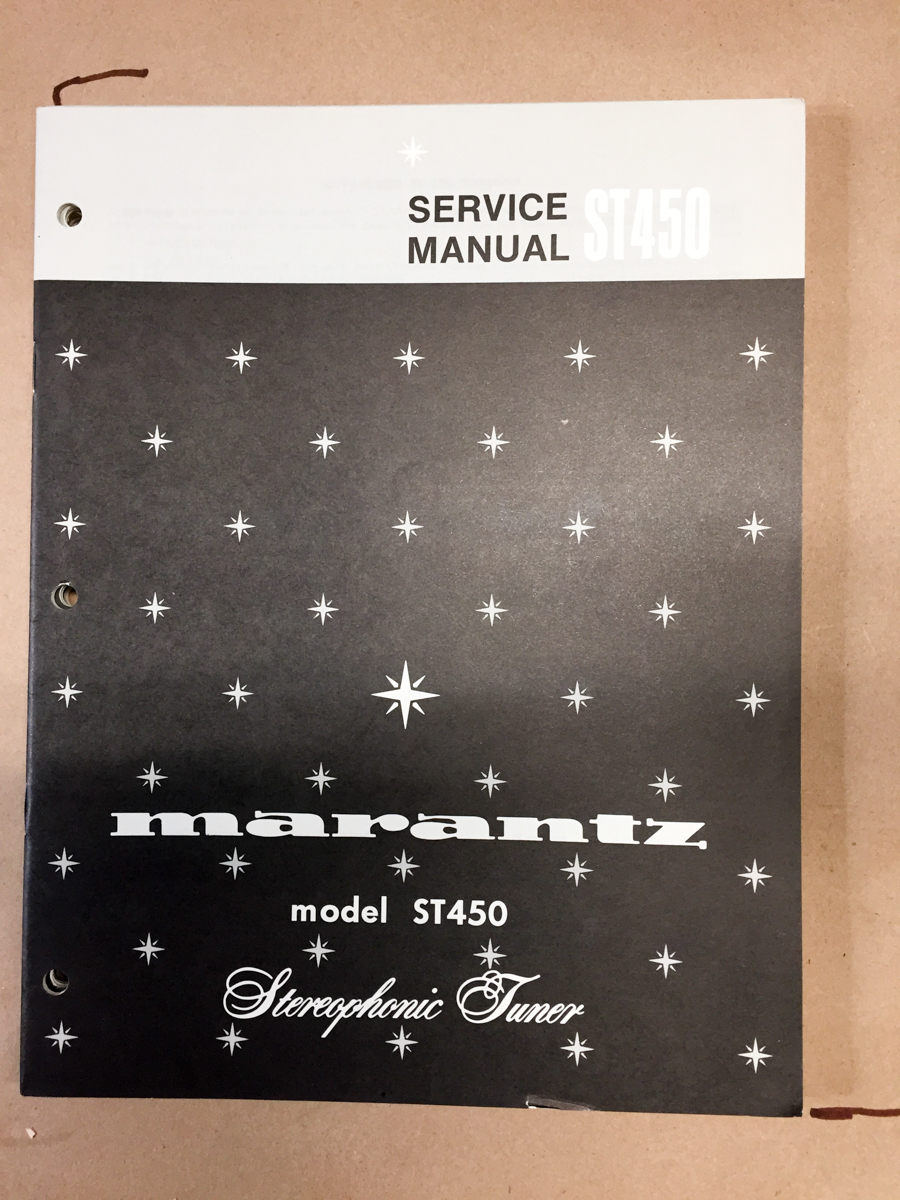 SERVICE
MANUAL ST450
marantz
model ST450
Stereophonic Tuner